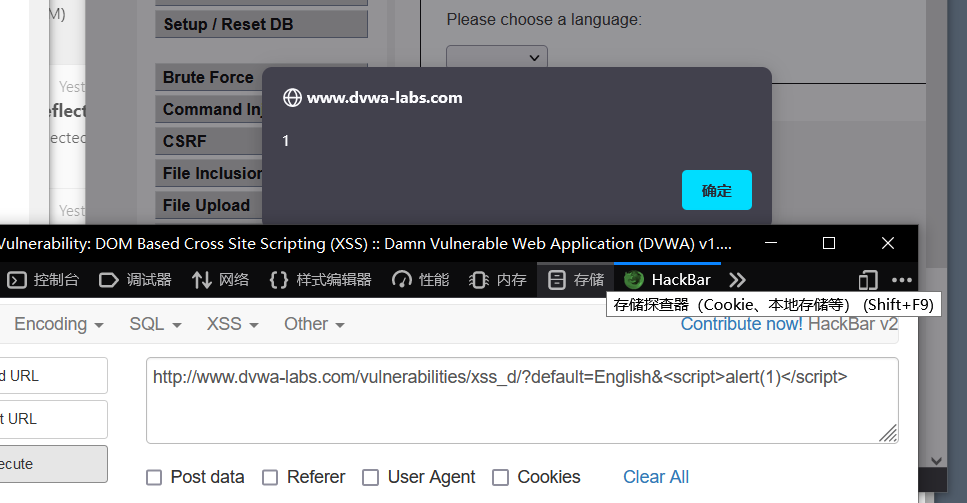 M)
Setup / Reset DB
Please choose a language:
Yest
Brute Force
www.dvwa-labs.com
eflect
Command Inj
ected
CSRF
1
File Inclusion
确定
Yest
File Upload
Vulnerability: DOM Based Cross Site Scripting (XSS) :: Damn Vulnerable Web Application (DVWA) v1....
控制台 调试器 网络 样式编辑器 性能 内存 存储 HackBar
存储探查器（Cookie、本地存储等） (Shift+F9)
Encoding SQL XSS Other Contribute now! HackBar v2
d URL
http://www.dvwa-labs.com/vulnerabilities/xss_d/?default=English&<script>alert(1)</script>
t URL
ecute
Post data Referer User Agent Cookies Clear All